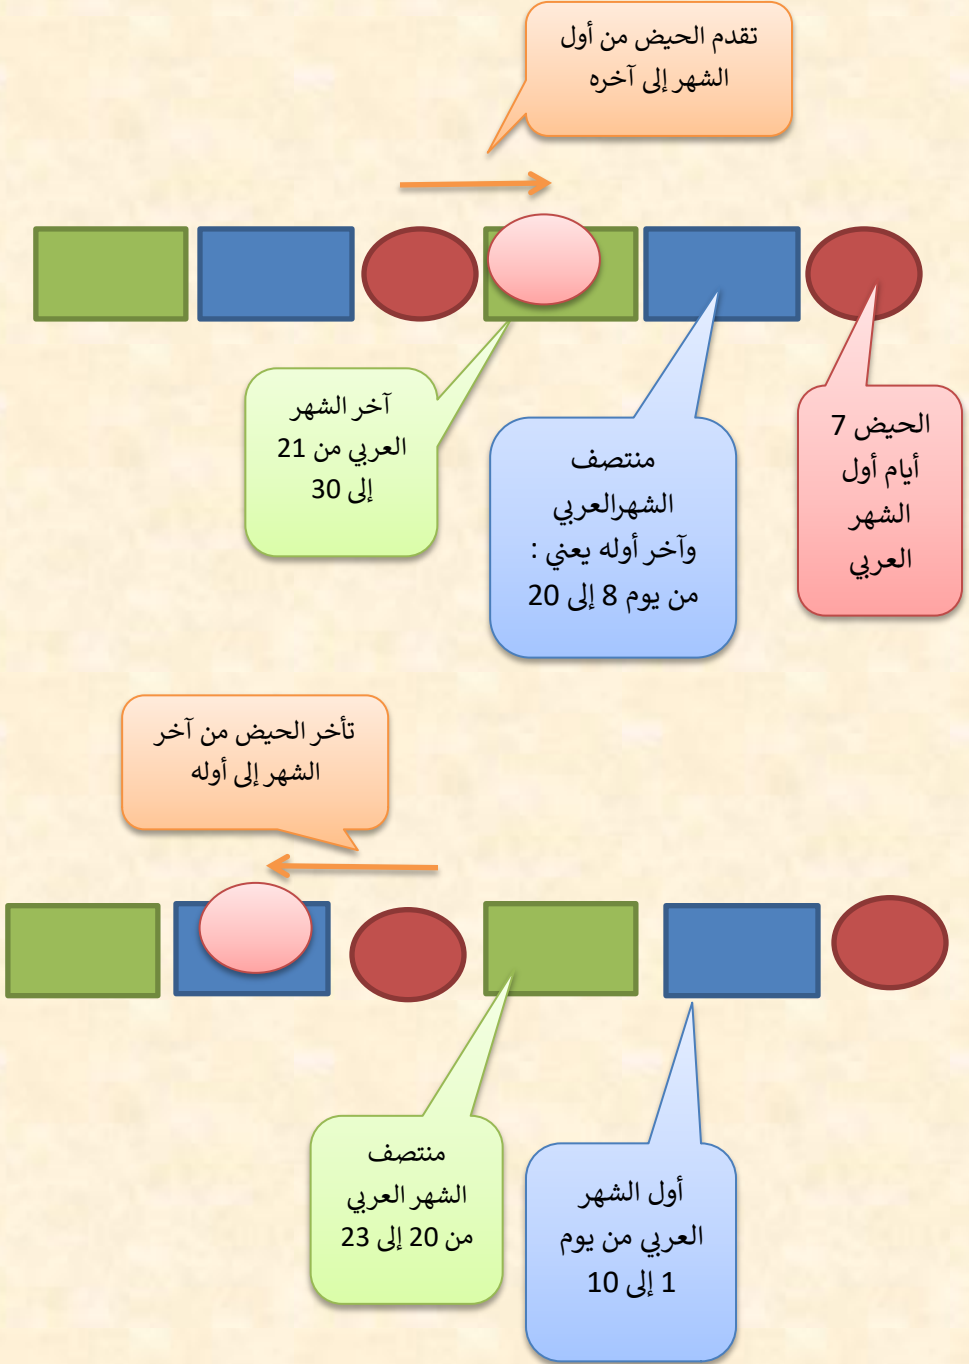 تقدم الحيض من أول
الشهر إلى آخره
الحيض 7
أيام أول
الشهر
العربي
منتصف
الشهرالعربي
وآخر أوله يعني :
من يوم 8 إلى 20
آخر الشهر
العربي من 21
إلى 30
تأخر الحيض من آخر
الشهر إلى أوله
أول الشهر
العربي من يوم
1 إلى 10
منتصف
الشهر العربي
من 20 إلى 23